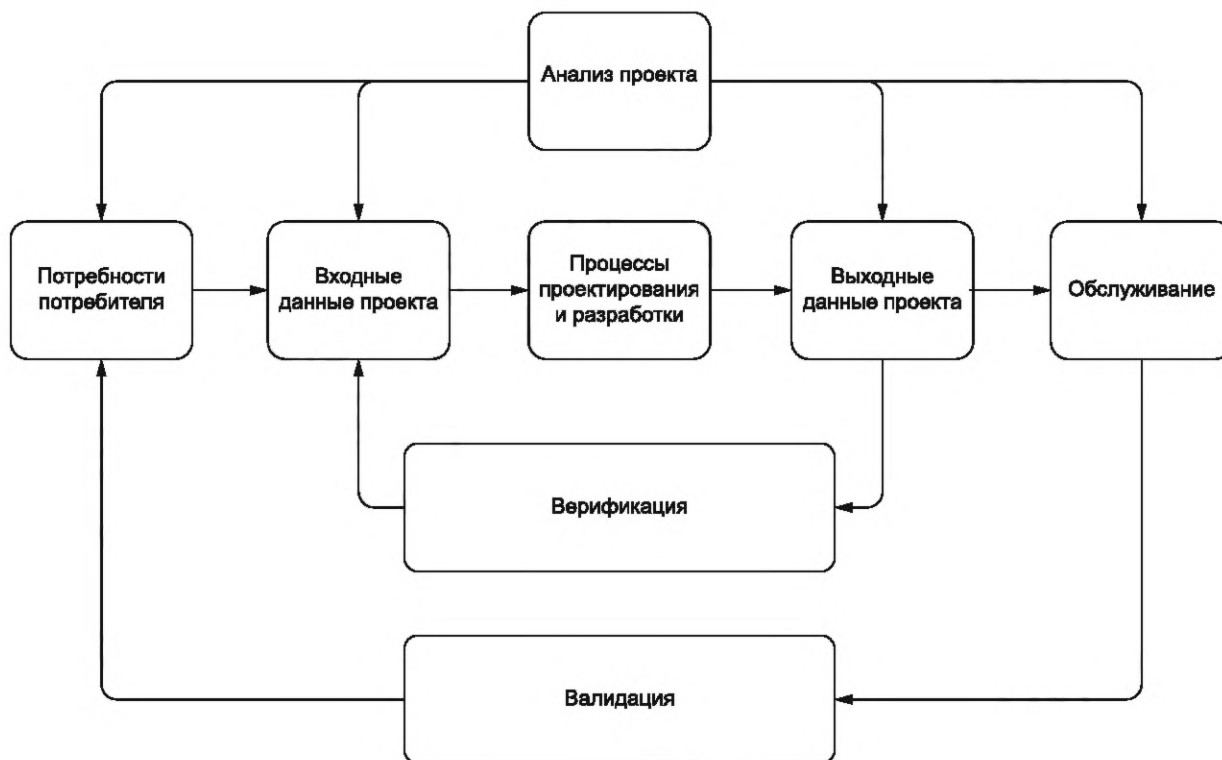 Анализ проекта
Потребности
потребителя
Входные
данные проекта
Процессы
проектирования
и разработки
Выходные
данные проекта
Обслуживание
Верификация
Валидация